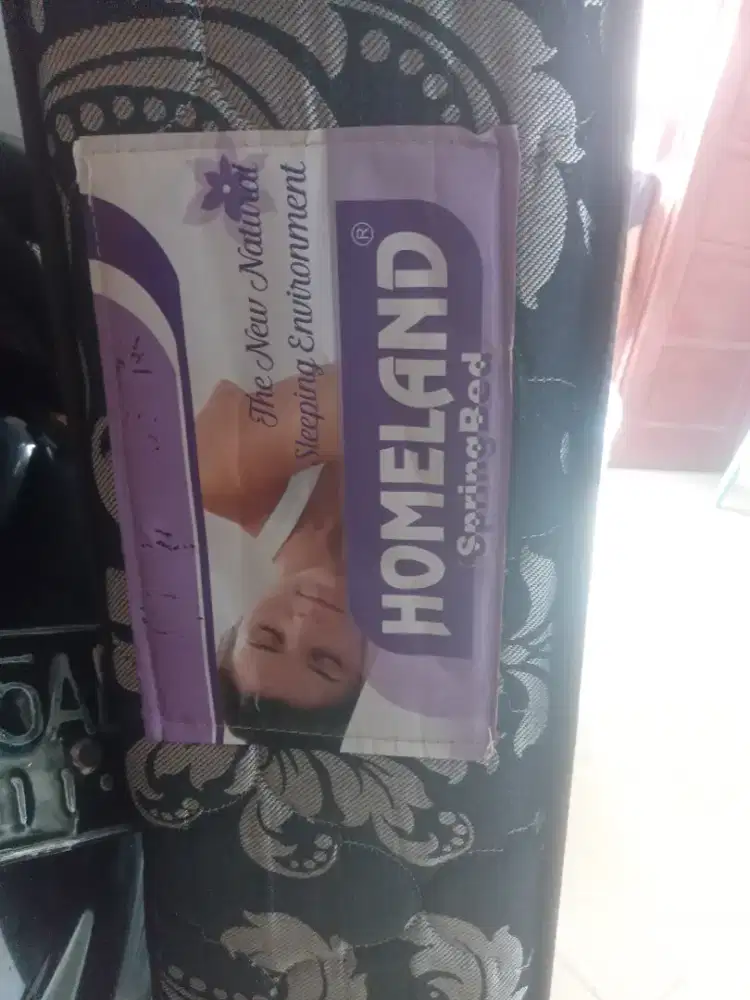 The New Natural
Sleeping Environment
HOMELAND®
SpringBed